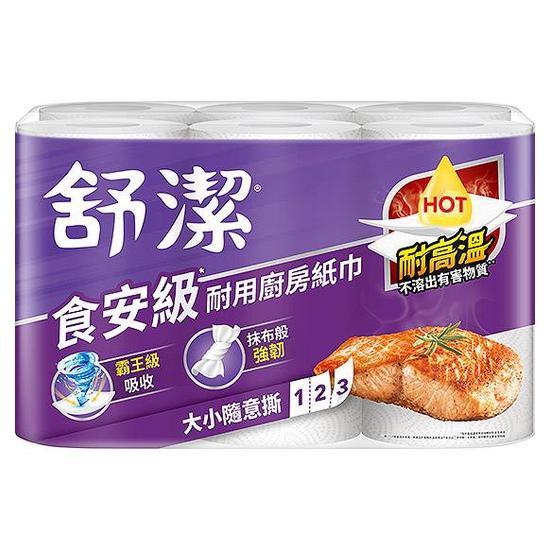 舒潔®
HOT
耐高溫
不溶出有害物質**
食安級*耐用廚房紙巾
霸王級
吸收
抹布般
強韌
大小隨意撕 1 2 3